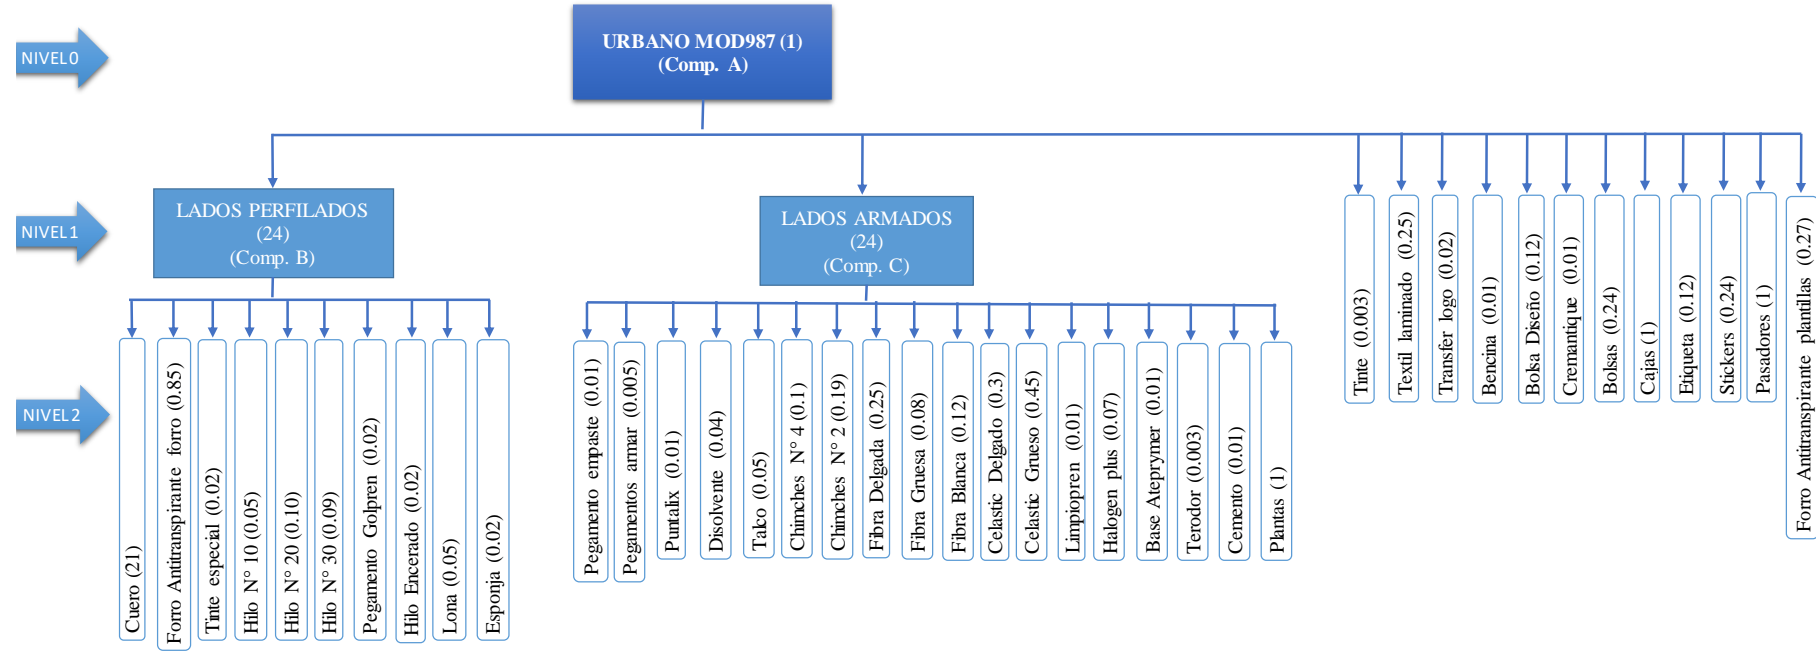 NIVEL0
URBANO MOD987 (1)
(Comp. A)
NIVEL1
LADOS PERFILADOS
(24)
(Comp. B)
LADOS ARMADOS
(24)
(Comp. C)
Tinte (0.003)
Textil laminado (0.25)
Transfer logo (0.02)
Bencina (0.01)
Bolsa Diseño (0.12)
Cremantique (0.01)
Bolsas (0.24)
Cajas (1)
Etiqueta (0.12)
Stickers (0.24)
Pasadores (1)
Forro Antitranspirante plantillas (0.27)
NIVEL2
Cuero (21)
Forro Antitranspirante forro (0.85)
Tinte especial (0.02)
Hilo N° 10 (0.05)
Hilo N° 20 (0.10)
Hilo N° 30 (0.09)
Pegamento Golpren (0.02)
Hilo Encerado (0.02)
Lona (0.05)
Esponja (0.02)
Pegamento empaste (0.01)
Pegamentos armar (0.005)
Puntalix (0.01)
Disolvente (0.04)
Talco (0.05)
Chimches N° 4 (0.1)
Chimches N° 2 (0.19)
Fibra Delgada (0.25)
Fibra Gruesa (0.08)
Fibra Blanca (0.12)
Celastic Delgado (0.3)
Celastic Grueso (0.45)
Limpiopren (0.01)
Halogen plus (0.07)
Base Ateprymer (0.01)
Terodor (0.003)
Cemento (0.01)
Plantas (1)